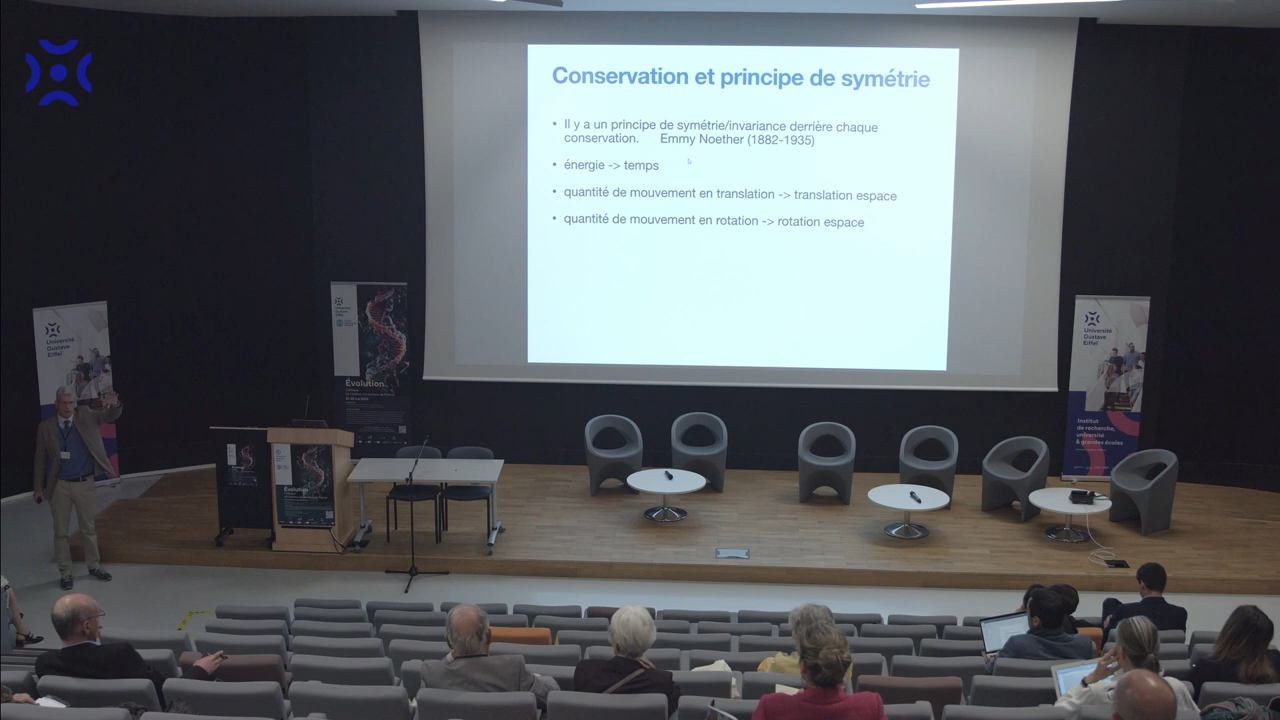 Conservation et principe de symétrie
• Il y a un principe de symétrie/invariance derrière chaque
conservation. Emmy Noether (1882-1935)
• énergie -> temps
• quantité de mouvement en translation -> translation espace
• quantité de mouvement en rotation -> rotation espace
Université
Gustave
Eiffel
Évolution
Université
Gustave
Eiffel
Institut
de recherche,
université
& grandes écoles
Évolution